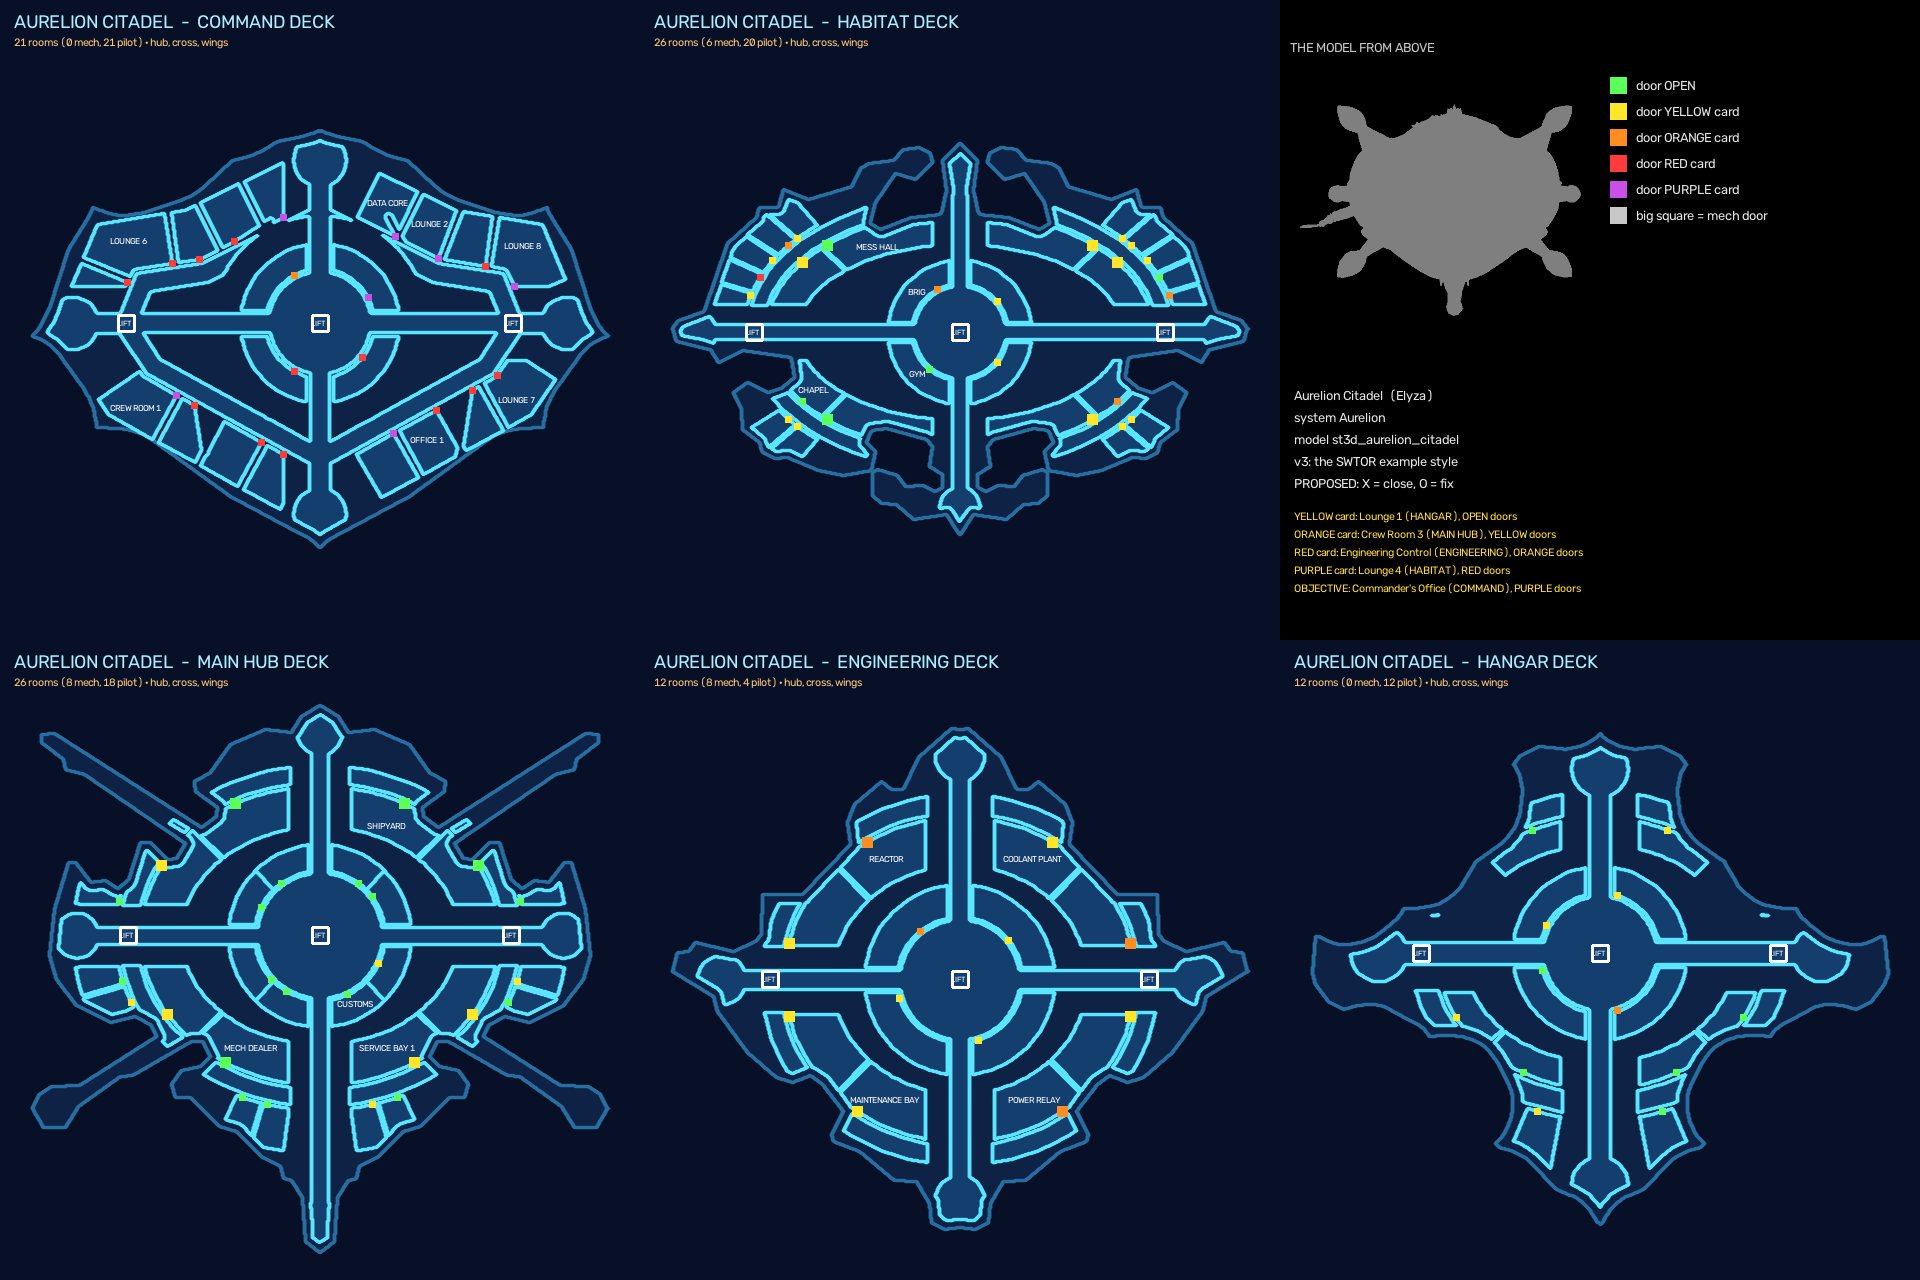 AURELION CITADEL - COMMAND DECK
21 rooms (0 mech, 21 pilot) • hub, cross, wings
DATA CORE
LOUNGE 2
LOUNGE 6
LOUNGE 8
LIFT
LIFT
LIFT
CREW ROOM 1
LOUNGE 7
OFFICE 1
AURELION CITADEL - HABITAT DECK
26 rooms (6 mech, 20 pilot) • hub, cross, wings
MESS HALL
BRIG
LIFT
LIFT
LIFT
GYM
CHAPEL
THE MODEL FROM ABOVE
door OPEN
door YELLOW card
door ORANGE card
door RED card
door PURPLE card
big square = mech door
Aurelion Citadel (Elyza)
system Aurelion
model st3d_aurelion_citadel
v3: the SWTOR example style
PROPOSED: X = close, O = fix
YELLOW card: Lounge 1 (HANGAR), OPEN doors
ORANGE card: Crew Room 3 (MAIN HUB), YELLOW doors
RED card: Engineering Control (ENGINEERING), ORANGE doors
PURPLE card: Lounge 4 (HABITAT), RED doors
OBJECTIVE: Commander's Office (COMMAND), PURPLE doors
AURELION CITADEL - MAIN HUB DECK
26 rooms (8 mech, 18 pilot) • hub, cross, wings
SHIPYARD
LIFT
LIFT
LIFT
CUSTOMS
MECH DEALER
SERVICE BAY 1
AURELION CITADEL - ENGINEERING DECK
12 rooms (8 mech, 4 pilot) • hub, cross, wings
REACTOR
COOLANT PLANT
LIFT
LIFT
LIFT
MAINTENANCE BAY
POWER RELAY
AURELION CITADEL - HANGAR DECK
12 rooms (0 mech, 12 pilot) • hub, cross, wings
LIFT
LIFT
LIFT